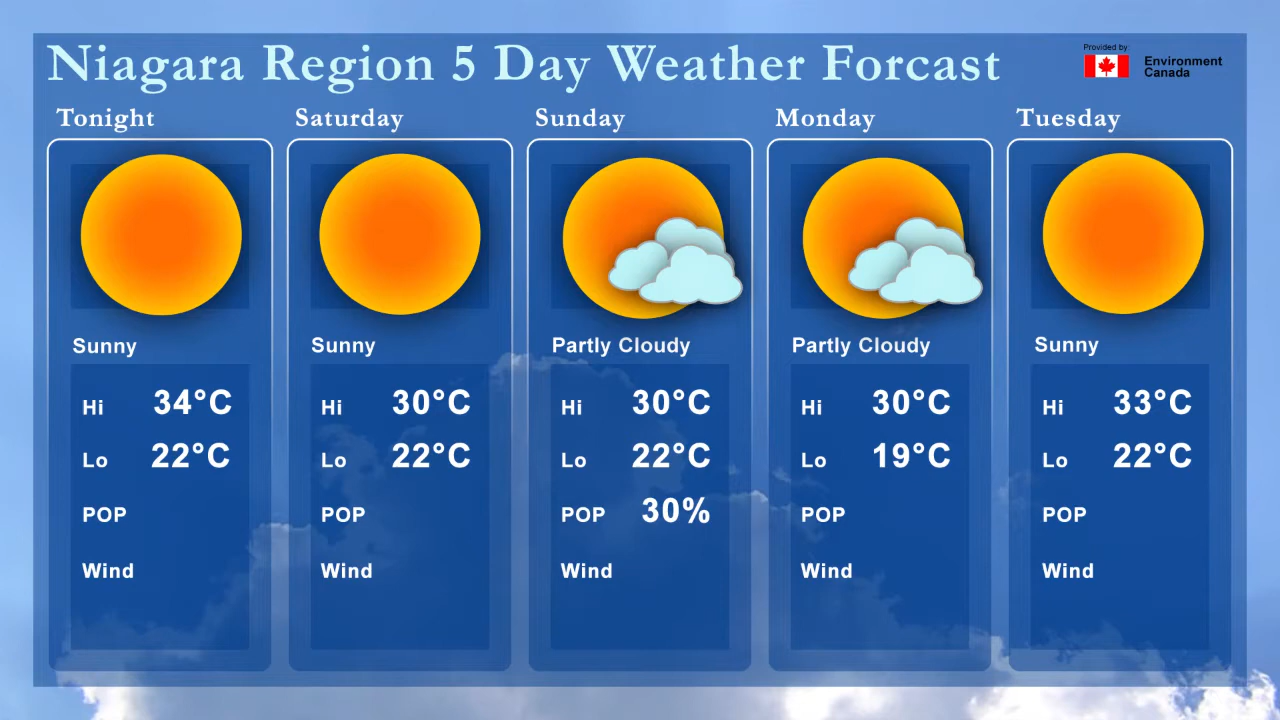 Niagara Region 5 Day Weather Forcast
Provided by:
Environment
Canada
Tonight
Sunny
Hi 34°C
Lo 22°C
POP
Wind
Saturday
Sunny
Hi 30°C
Lo 22°C
POP
Wind
Sunday
Partly Cloudy
Hi 30°C
Lo 22°C
POP 30%
Wind
Monday
Partly Cloudy
Hi 30°C
Lo 19°C
POP
Wind
Tuesday
Sunny
Hi 33°C
Lo 22°C
POP
Wind